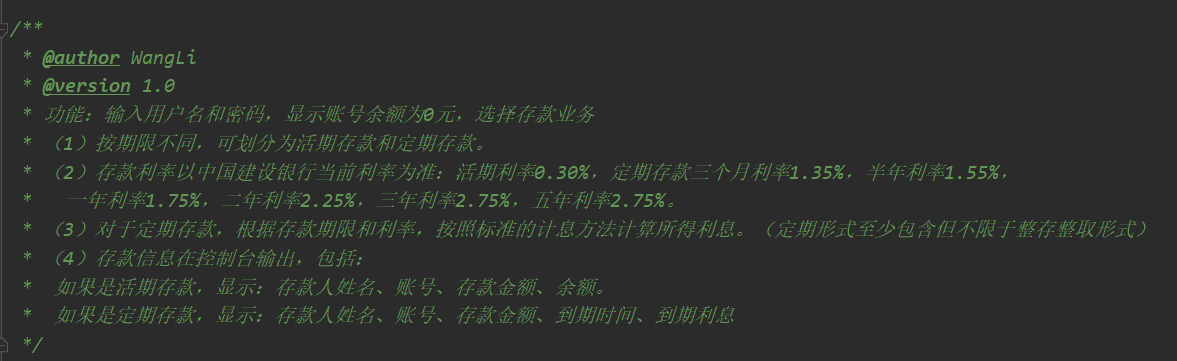 /**
* @author WangLi
* @version 1.0
* 功能：输入用户名和密码，显示账号余额为0元，选择存款业务
* （1）按期限不同，可划分为活期存款和定期存款。
* （2）存款利率以中国建设银行当前利率为准：活期利率0.30%，定期存款三个月利率1.35%，半年利率1.55%，
* 一年利率1.75%，二年利率2.25%，三年利率2.75%，五年利率2.75%。
* （3）对于定期存款，根据存款期限和利率，按照标准的计息方法计算所得利息。（定期形式至少包含但不限于整存整取形式）
* （4）存款信息在控制台输出，包括：
* 如果是活期存款，显示：存款人姓名、账号、存款金额、余额。
* 如果是定期存款，显示：存款人姓名、账号、存款金额、到期时间、到期利息
*/